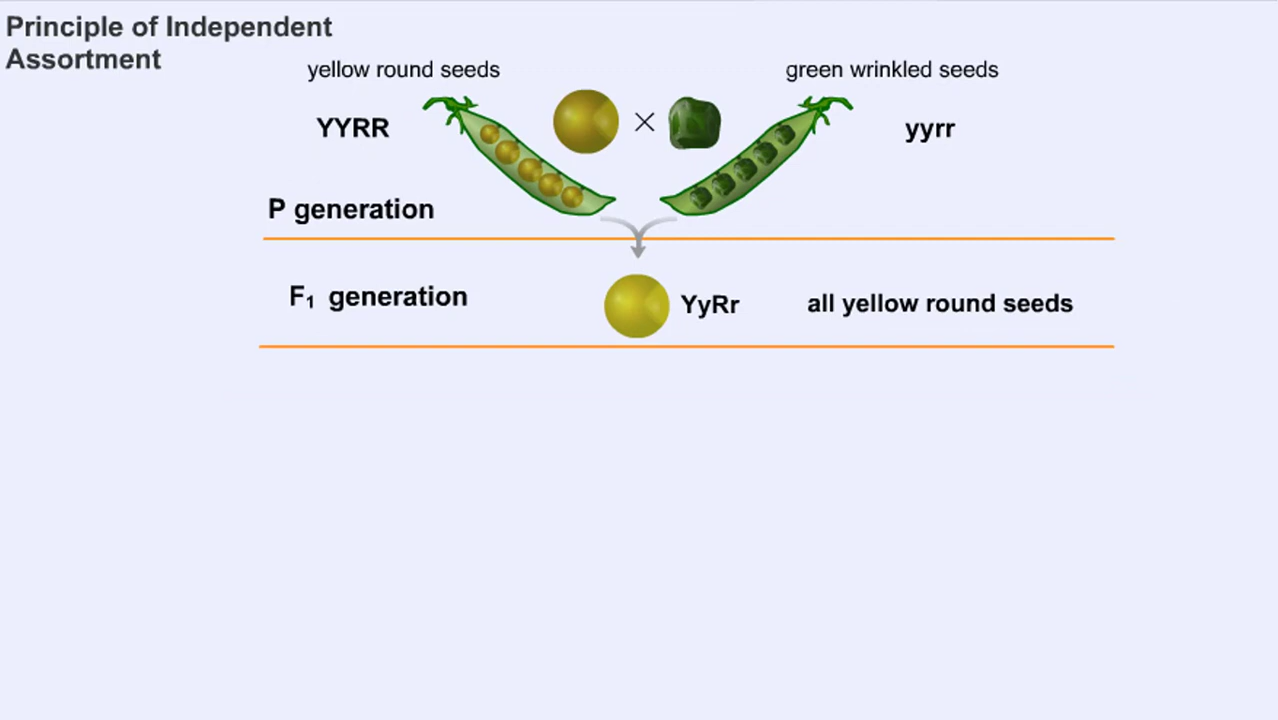 Principle of Independent
Assortment
yellow round seeds
green wrinkled seeds
YYRR
×
yyrr
P generation
F₁ generation
YyRr
all yellow round seeds